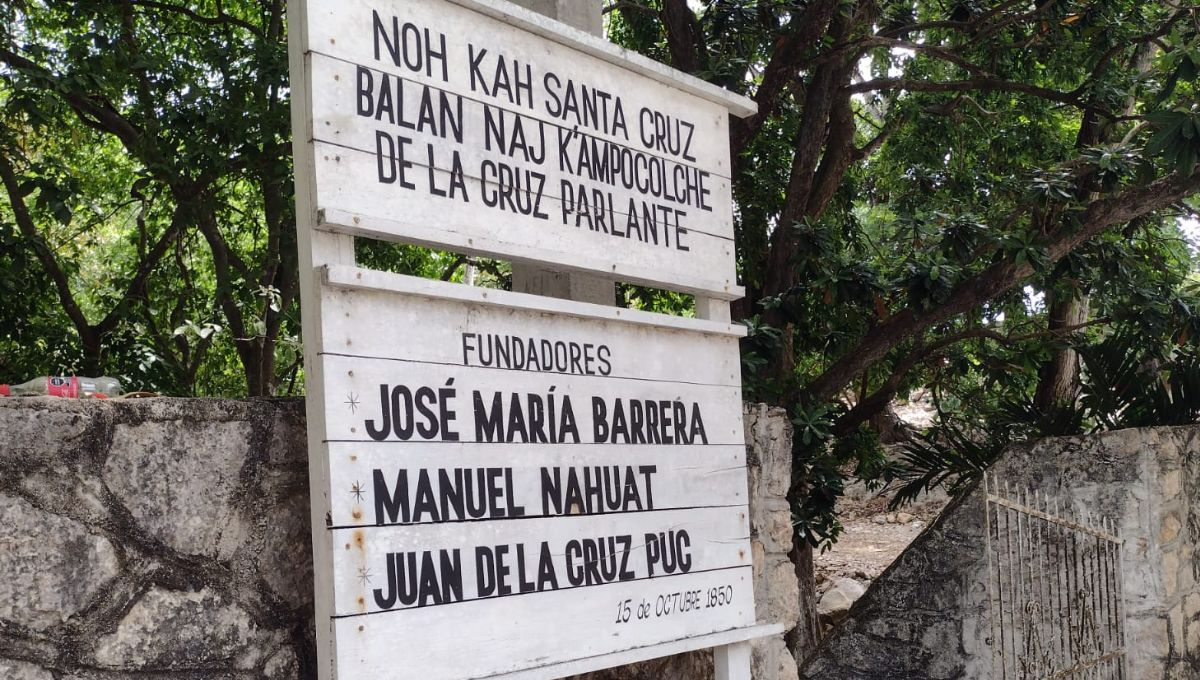 NOH KAH SANTA CRUZ
BALAN NAJ K'AMPOCOLCHE
DE LA CRUZ PARLANTE
FUNDADORES
JOSÉ MARÍA BARRERA
MANUEL NAHUAT
JUAN DE LA CRUZ PUC
15 de OCTUBRE 1850